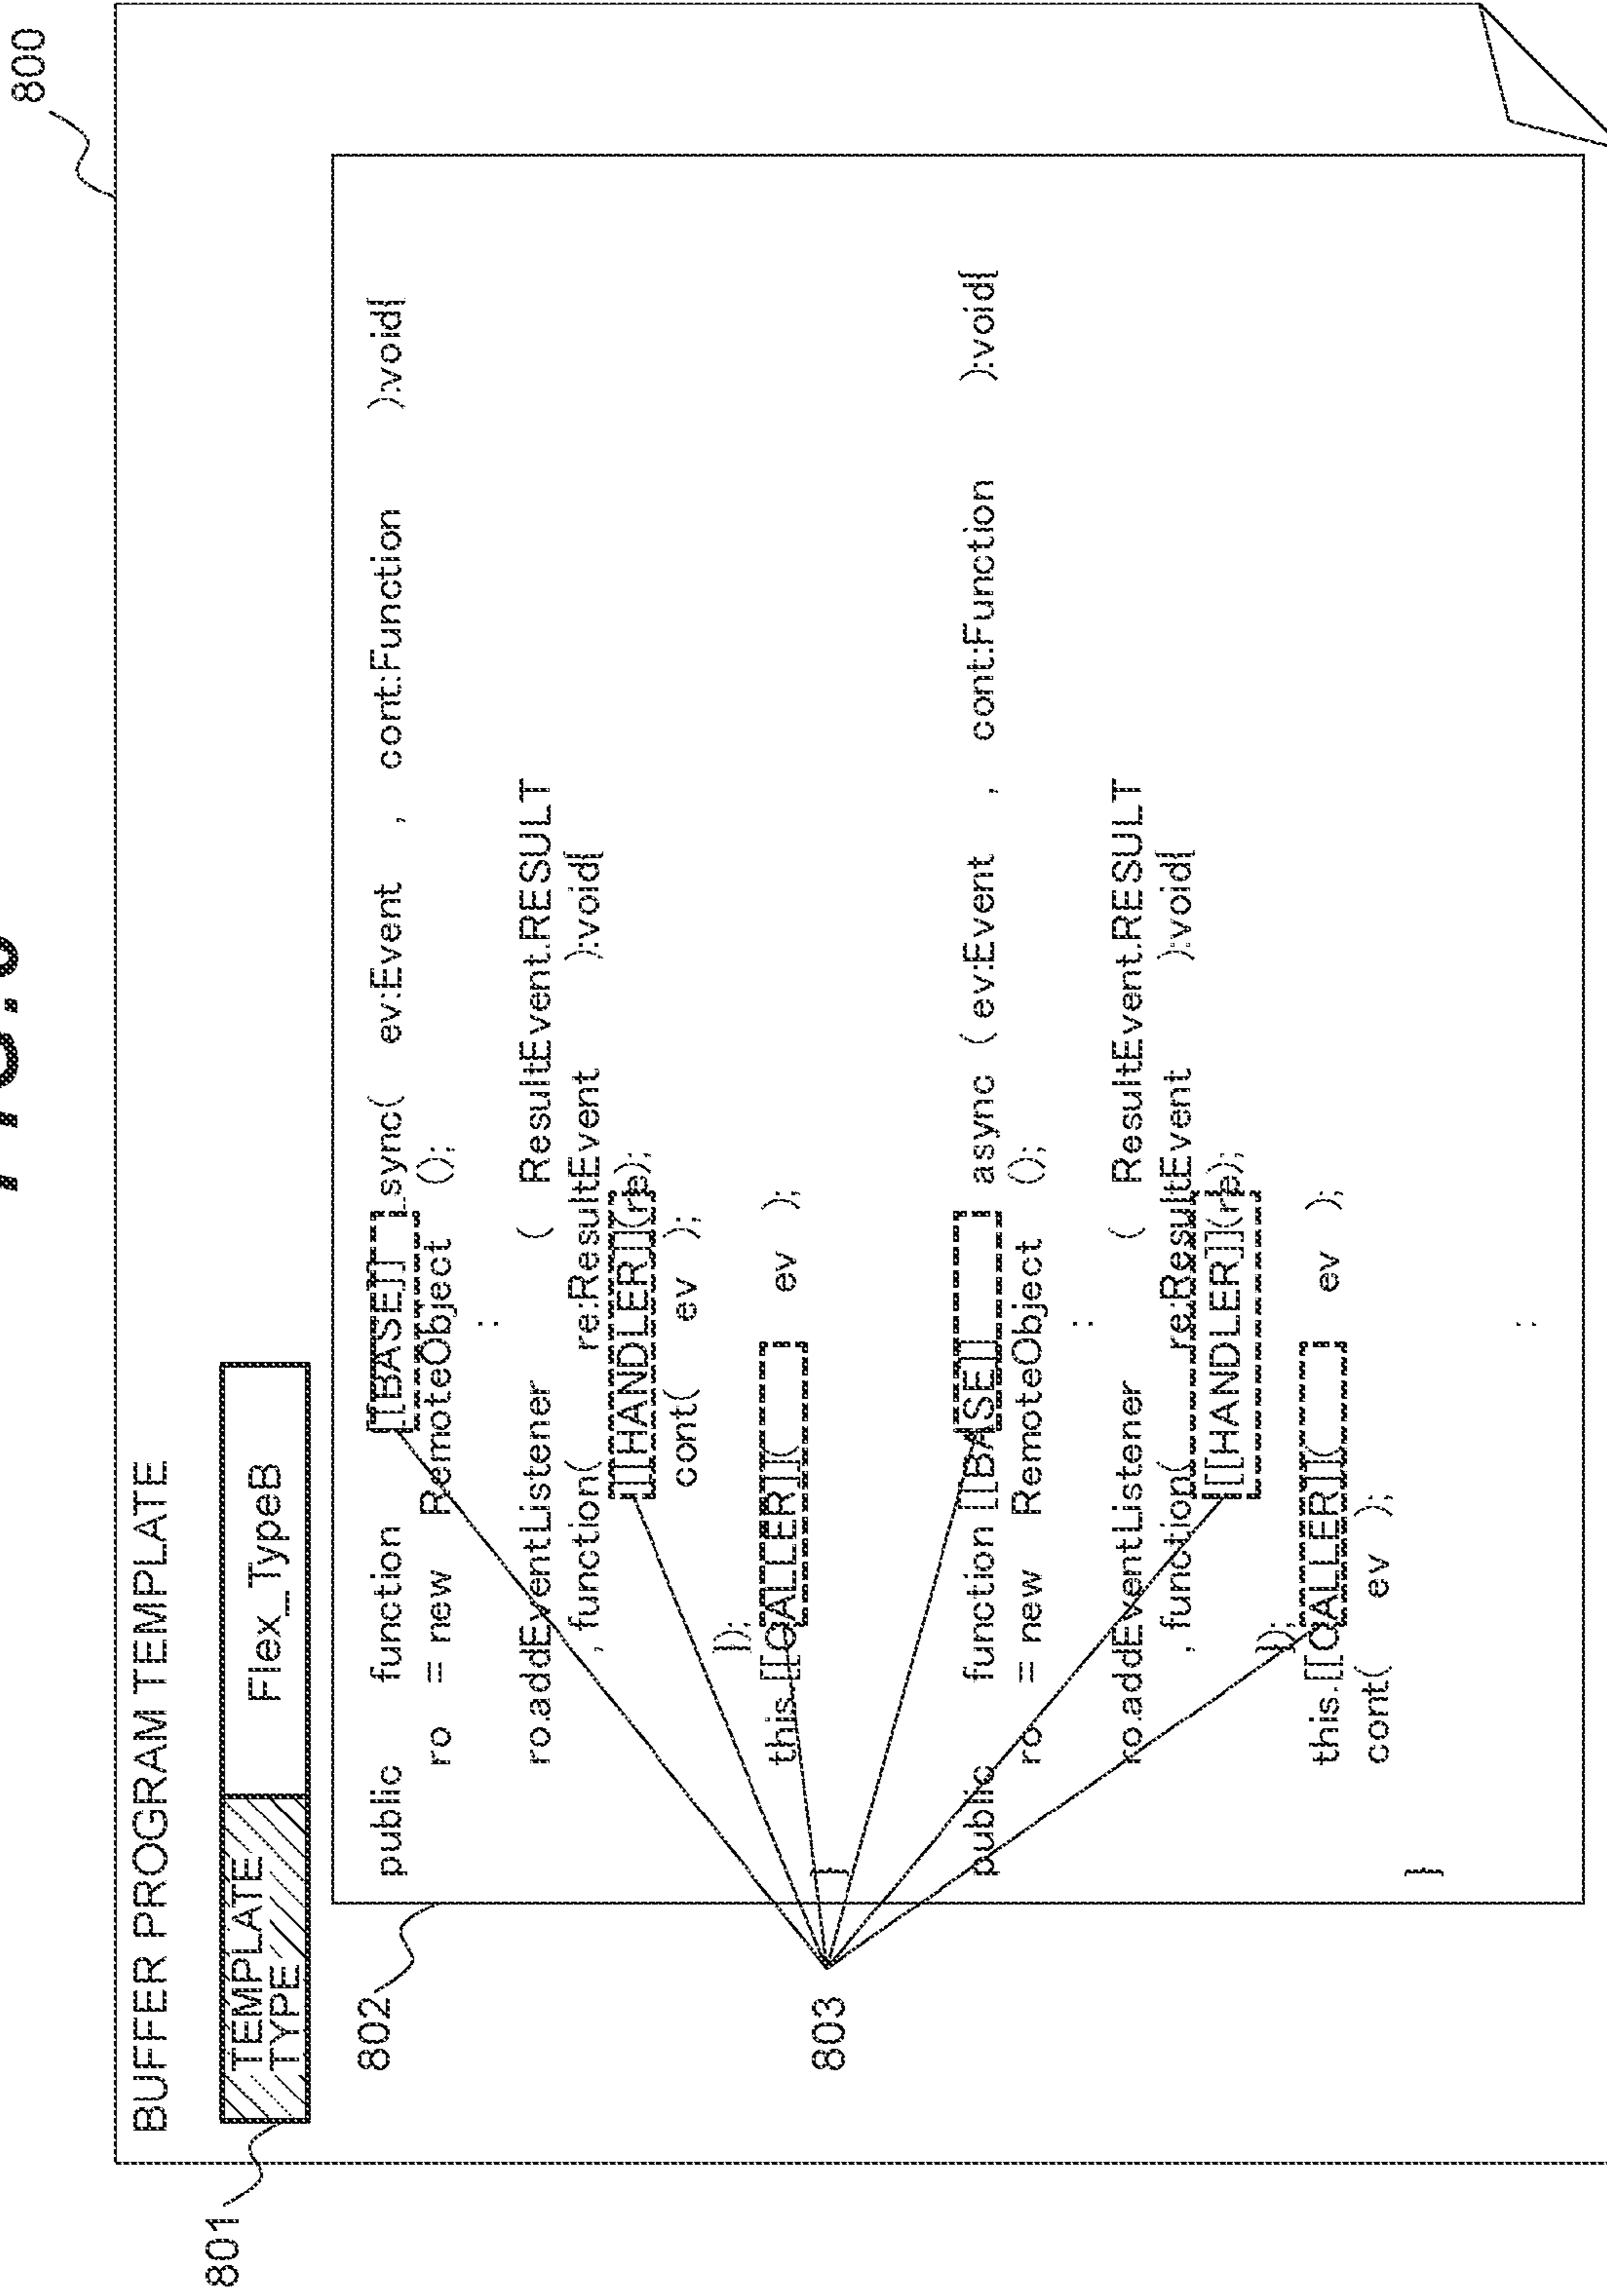 800
BUFFER PROGRAM TEMPLATE
801
TEMPLATE TYPE Flex_TypeB
802
public function [[BASE]]_sync( ev:Event , cont:Function ):void{
ro = new RemoteObject ();
:
ro.addEventListener ( ResultEvent.RESULT
, function( re:ResultEvent ):void{
[[HANDLER]](re);
cont( ev );
});
this.[[CALLER]]( ev );
}
803
public function [[BASE]] async ( ev:Event , cont:Function ):void{
ro = new RemoteObject ();
:
ro.addEventListener ( ResultEvent.RESULT
, function( re:ResultEvent ):void{
[[HANDLER]](re);
});
this.[[CALLER]]( ev );
cont( ev );
}
: